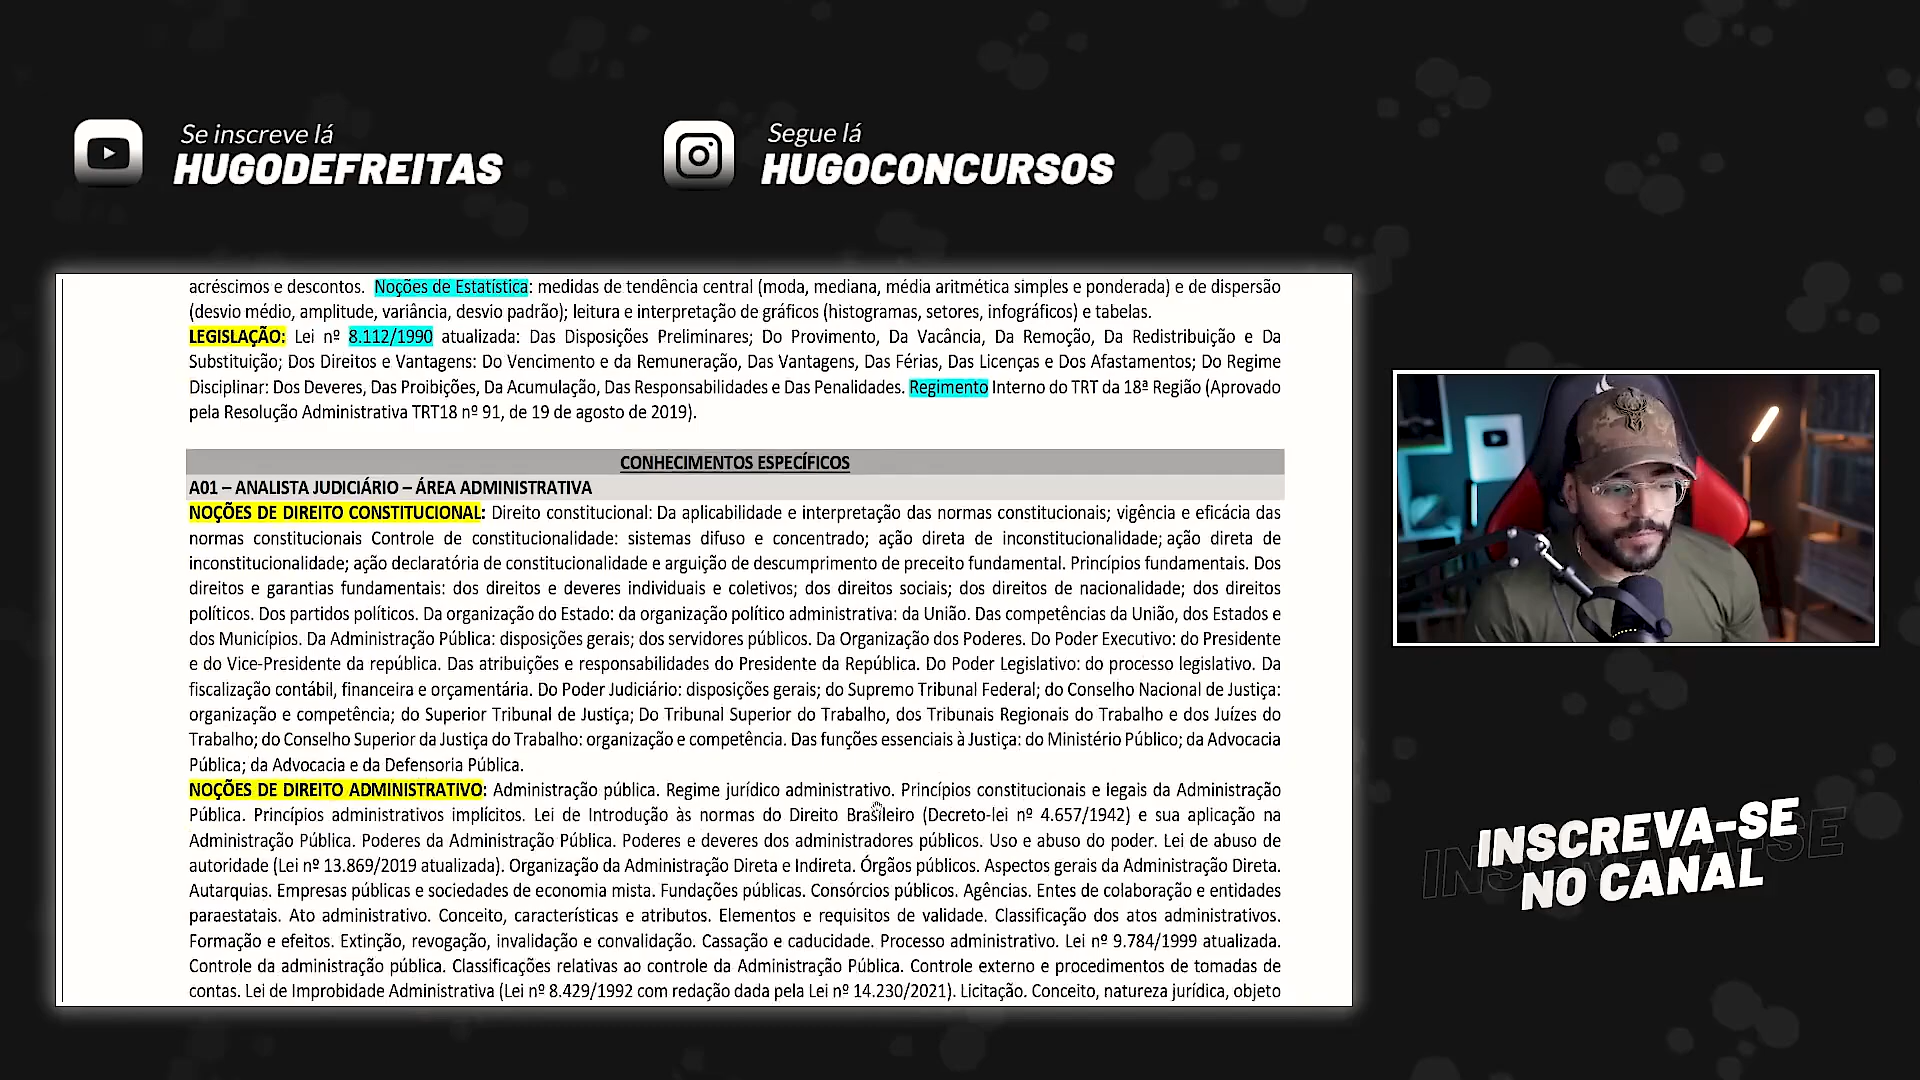 Se inscreve lá
HUGODEFREITAS
Segue lá
HUGOCONCURSOS
acréscimos e descontos. Noções de Estatística: medidas de tendência central (moda, mediana, média aritmética simples e ponderada) e de dispersão
(desvio médio, amplitude, variância, desvio padrão); leitura e interpretação de gráficos (histogramas, setores, infográficos) e tabelas.
LEGISLAÇÃO: Lei nº 8.112/1990 atualizada: Das Disposições Preliminares; Do Provimento, Da Vacância, Da Remoção, Da Redistribuição e Da
Substituição; Dos Direitos e Vantagens: Do Vencimento e da Remuneração, Das Vantagens, Das Férias, Das Licenças e Dos Afastamentos; Do Regime
Disciplinar: Dos Deveres, Das Proibições, Da Acumulação, Das Responsabilidades e Das Penalidades. Regimento Interno do TRT da 18ª Região (Aprovado
pela Resolução Administrativa TRT18 nº 91, de 19 de agosto de 2019).
CONHECIMENTOS ESPECÍFICOS
A01 – ANALISTA JUDICIÁRIO – ÁREA ADMINISTRATIVA
NOÇÕES DE DIREITO CONSTITUCIONAL: Direito constitucional: Da aplicabilidade e interpretação das normas constitucionais; vigência e eficácia das
normas constitucionais Controle de constitucionalidade: sistemas difuso e concentrado; ação direta de inconstitucionalidade; ação direta de
inconstitucionalidade; ação declaratória de constitucionalidade e arguição de descumprimento de preceito fundamental. Princípios fundamentais. Dos
direitos e garantias fundamentais: dos direitos e deveres individuais e coletivos; dos direitos sociais; dos direitos de nacionalidade; dos direitos
políticos. Dos partidos políticos. Da organização do Estado: da organização político administrativa: da União. Das competências da União, dos Estados e
dos Municípios. Da Administração Pública: disposições gerais; dos servidores públicos. Da Organização dos Poderes. Do Poder Executivo: do Presidente
e do Vice-Presidente da república. Das atribuições e responsabilidades do Presidente da República. Do Poder Legislativo: do processo legislativo. Da
fiscalização contábil, financeira e orçamentária. Do Poder Judiciário: disposições gerais; do Supremo Tribunal Federal; do Conselho Nacional de Justiça:
organização e competência; do Superior Tribunal de Justiça; Do Tribunal Superior do Trabalho, dos Tribunais Regionais do Trabalho e dos Juízes do
Trabalho; do Conselho Superior da Justiça do Trabalho: organização e competência. Das funções essenciais à Justiça: do Ministério Público; da Advocacia
Pública; da Advocacia e da Defensoria Pública.
NOÇÕES DE DIREITO ADMINISTRATIVO: Administração pública. Regime jurídico administrativo. Princípios constitucionais e legais da Administração
Pública. Princípios administrativos implícitos. Lei de Introdução às normas do Direito Brasileiro (Decreto-lei nº 4.657/1942) e sua aplicação na
Administração Pública. Poderes da Administração Pública. Poderes e deveres dos administradores públicos. Uso e abuso do poder. Lei de abuso de
autoridade (Lei nº 13.869/2019 atualizada). Organização da Administração Direta e Indireta. Órgãos públicos. Aspectos gerais da Administração Direta.
Autarquias. Empresas públicas e sociedades de economia mista. Fundações públicas. Consórcios públicos. Agências. Entes de colaboração e entidades
paraestatais. Ato administrativo. Conceito, características e atributos. Elementos e requisitos de validade. Classificação dos atos administrativos.
Formação e efeitos. Extinção, revogação, invalidação e convalidação. Cassação e caducidade. Processo administrativo. Lei nº 9.784/1999 atualizada.
Controle da administração pública. Classificações relativas ao controle da Administração Pública. Controle externo e procedimentos de tomadas de
contas. Lei de Improbidade Administrativa (Lei nº 8.429/1992 com redação dada pela Lei nº 14.230/2021). Licitação. Conceito, natureza jurídica, objeto
INSCREVA-SE
NO CANAL